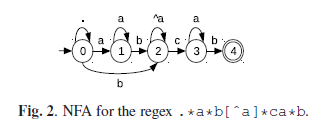 . a ^a a
a b c b
0 1 2 3 4
b
Fig. 2. NFA for the regex .*a*b[^a]*ca*b.